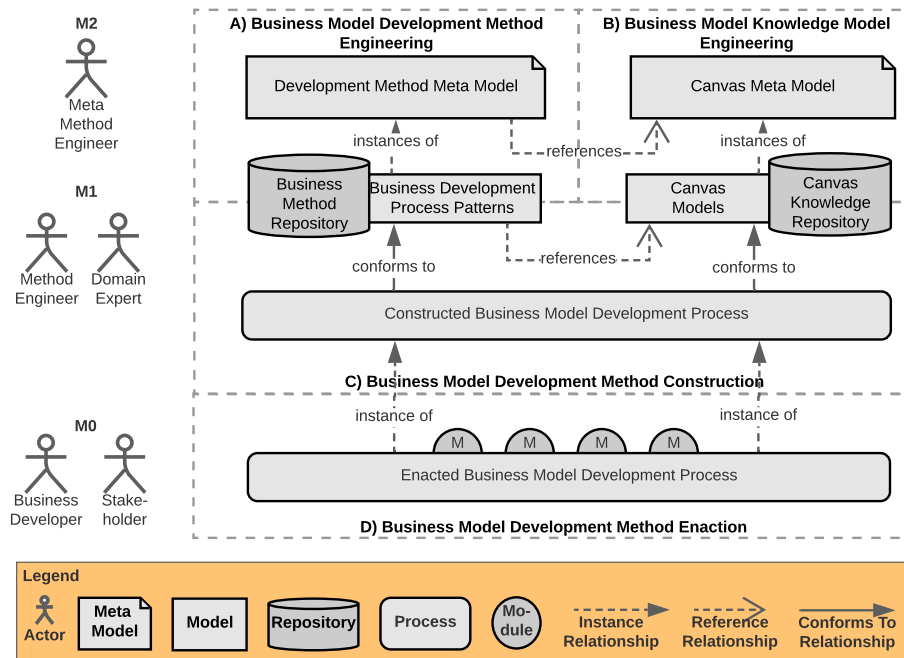 M2
Meta
Method
Engineer
A) Business Model Development Method
Engineering
B) Business Model Knowledge Model
Engineering
Development Method Meta Model
Canvas Meta Model
instances of
instances of
references
M1
Method
Engineer
Domain
Expert
Business
Method
Repository
Business Development
Process Patterns
Canvas
Models
Canvas
Knowledge
Repository
references
conforms to
conforms to
Constructed Business Model Development Process
C) Business Model Development Method Construction
M0
Business
Developer
Stake-
holder
instance of
instance of
M
M
M
M
Enacted Business Model Development Process
D) Business Model Development Method Enaction
Legend
Actor
Meta
Model
Model
Repository
Process
Mo-
dule
Instance
Relationship
Reference
Relationship
Conforms To
Relationship